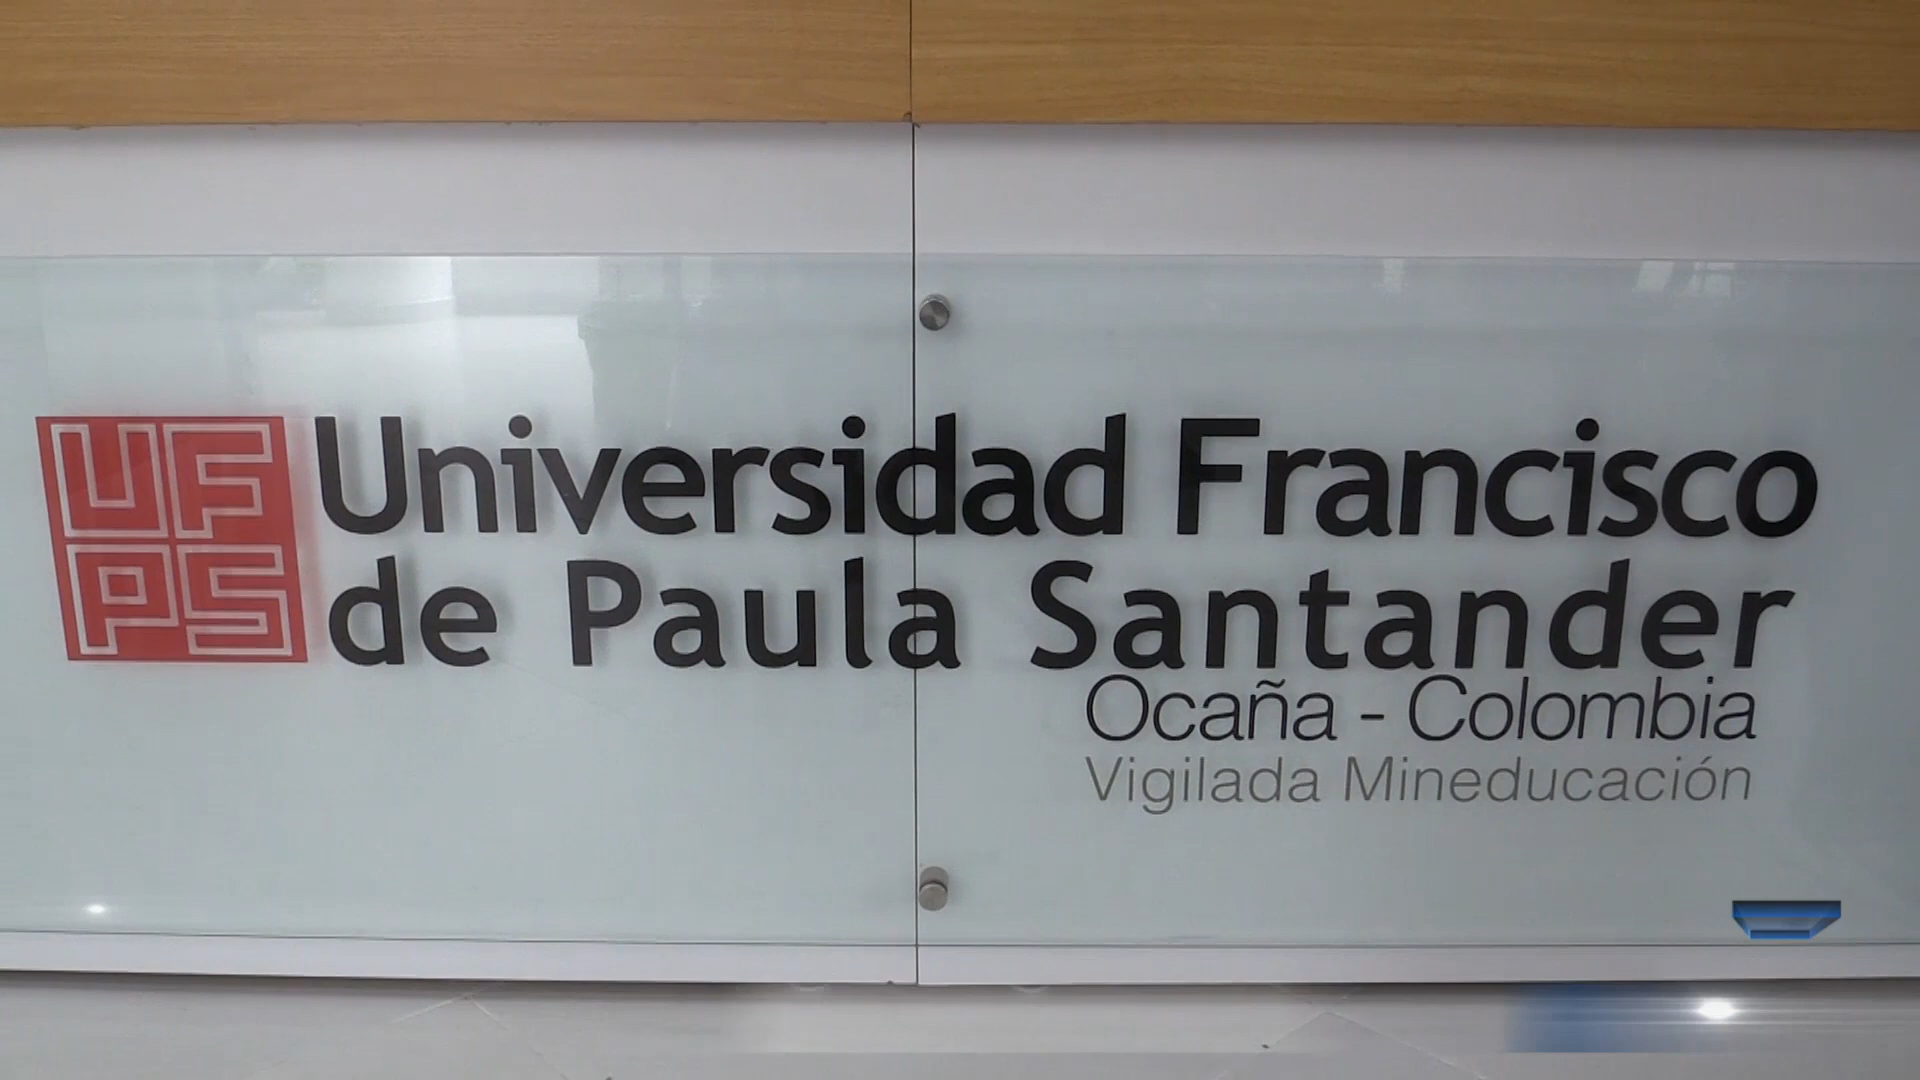 UF
PS
Universidad Francisco
de Paula Santander
Ocaña - Colombia
Vigilada Mineducación